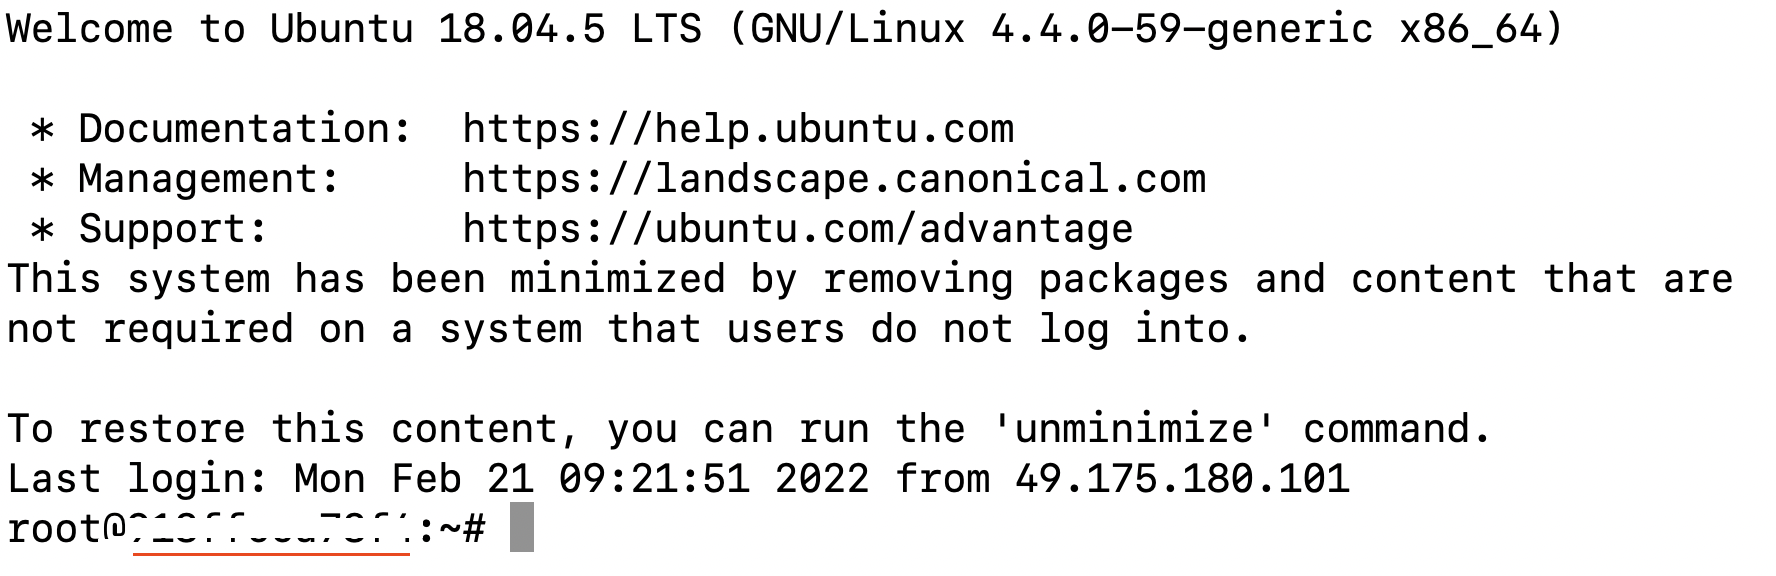 Welcome to Ubuntu 18.04.5 LTS (GNU/Linux 4.4.0-59-generic x86_64)
* Documentation:  https://help.ubuntu.com
* Management:     https://landscape.canonical.com
* Support:        https://ubuntu.com/advantage
This system has been minimized by removing packages and content that are
not required on a system that users do not log into.
To restore this content, you can run the 'unminimize' command.
Last login: Mon Feb 21 09:21:51 2022 from 49.175.180.101
root@:~#